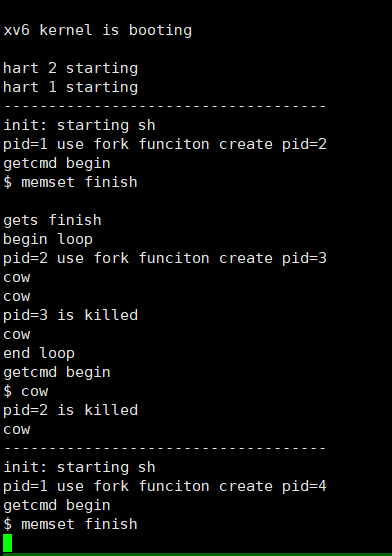 xv6 kernel is booting
hart 2 starting
hart 1 starting
------------------------------------
init: starting sh
pid=1 use fork funciton create pid=2
getcmd begin
$ memset finish
gets finish
begin loop
pid=2 use fork funciton create pid=3
cow
cow
pid=3 is killed
cow
end loop
getcmd begin
$ cow
pid=2 is killed
cow
------------------------------------
init: starting sh
pid=1 use fork funciton create pid=4
getcmd begin
$ memset finish